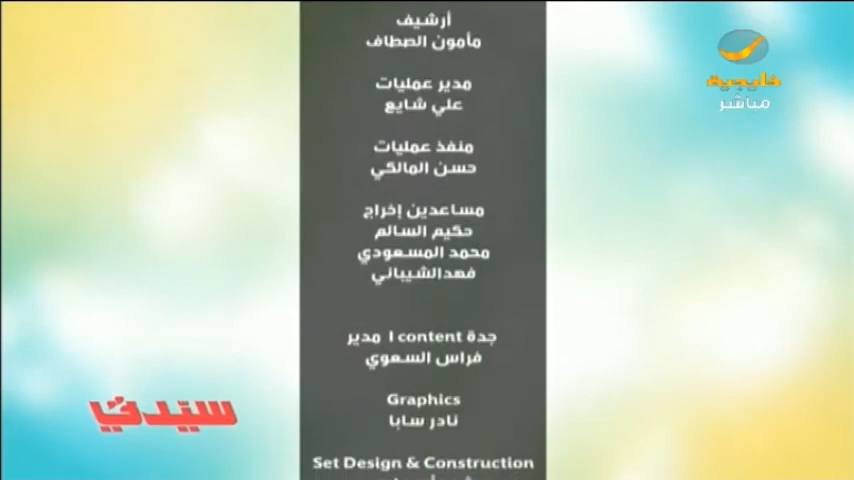 أرشيف
مأمون الصطاف
مدير عمليات
علي شايع
منفذ عمليات
حسن المالكي
مساعدين إخراج
حكيم السالم
محمد المسعودي
فهدالشيباني
جدة I content مدير
فراس السعوي
Graphics
نادر سابا
Set Design & Construction
خليجية
مباشر
سيدتي